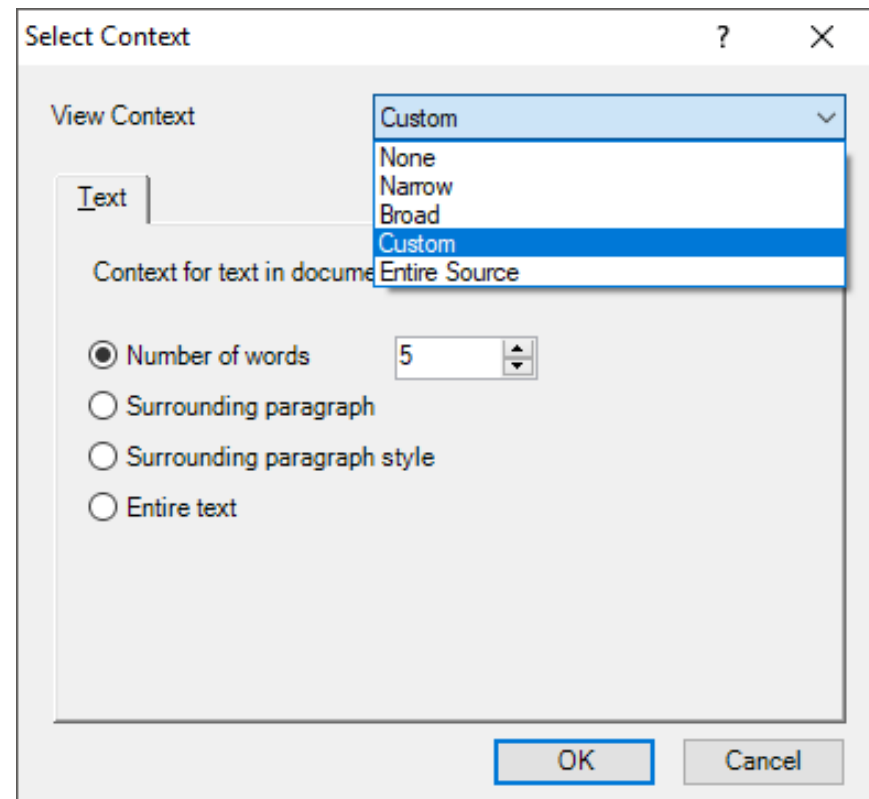 Select Context
?
View Context
Custom
None
Narrow
Broad
Custom
Entire Source
Text
Context for text in docume
Number of words
5
Surrounding paragraph
Surrounding paragraph style
Entire text
OK
Cancel